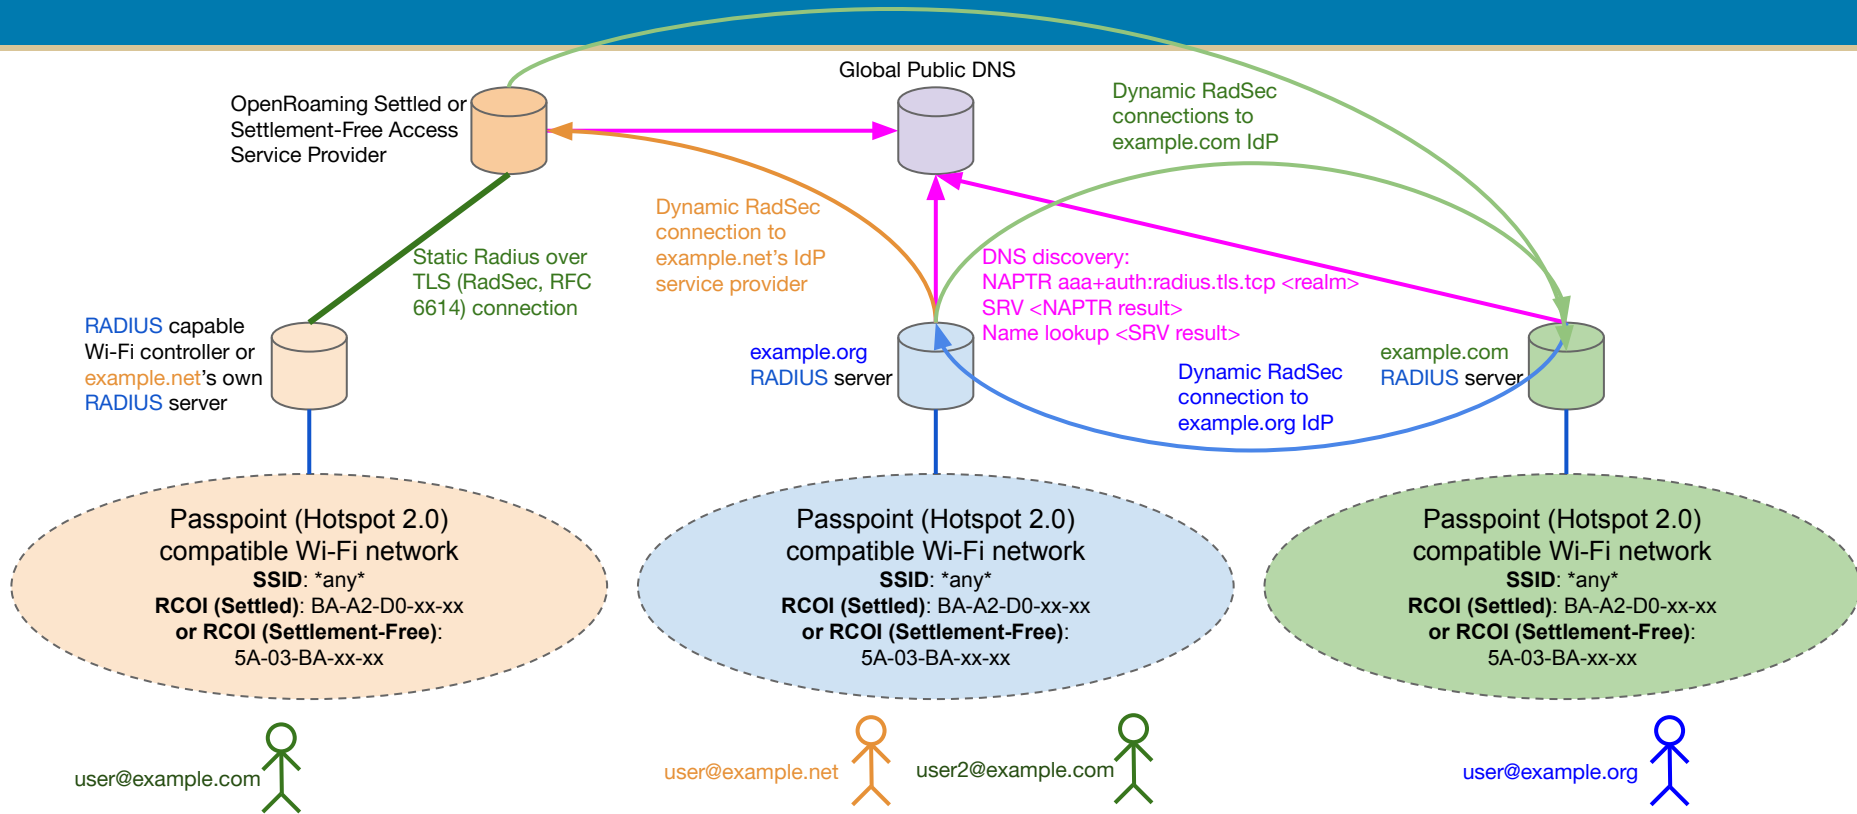 Global Public DNS
OpenRoaming Settled or
Settlement-Free Access
Service Provider
Dynamic RadSec
connections to
example.com IdP
Dynamic RadSec
connection to
example.net's IdP
service provider
Static Radius over
TLS (RadSec, RFC
6614) connection
DNS discovery:
NAPTR aaa+auth:radius.tls.tcp <realm>
SRV <NAPTR result>
Name lookup <SRV result>
RADIUS capable
Wi-Fi controller or
example.net's own
RADIUS server
example.org
RADIUS server
Dynamic RadSec
connection to
example.org IdP
example.com
RADIUS server
Passpoint (Hotspot 2.0)
compatible Wi-Fi network
SSID: *any*
RCOI (Settled): BA-A2-D0-xx-xx
or RCOI (Settlement-Free):
5A-03-BA-xx-xx
Passpoint (Hotspot 2.0)
compatible Wi-Fi network
SSID: *any*
RCOI (Settled): BA-A2-D0-xx-xx
or RCOI (Settlement-Free):
5A-03-BA-xx-xx
Passpoint (Hotspot 2.0)
compatible Wi-Fi network
SSID: *any*
RCOI (Settled): BA-A2-D0-xx-xx
or RCOI (Settlement-Free):
5A-03-BA-xx-xx
user@example.com
user@example.net
user2@example.com
user@example.org